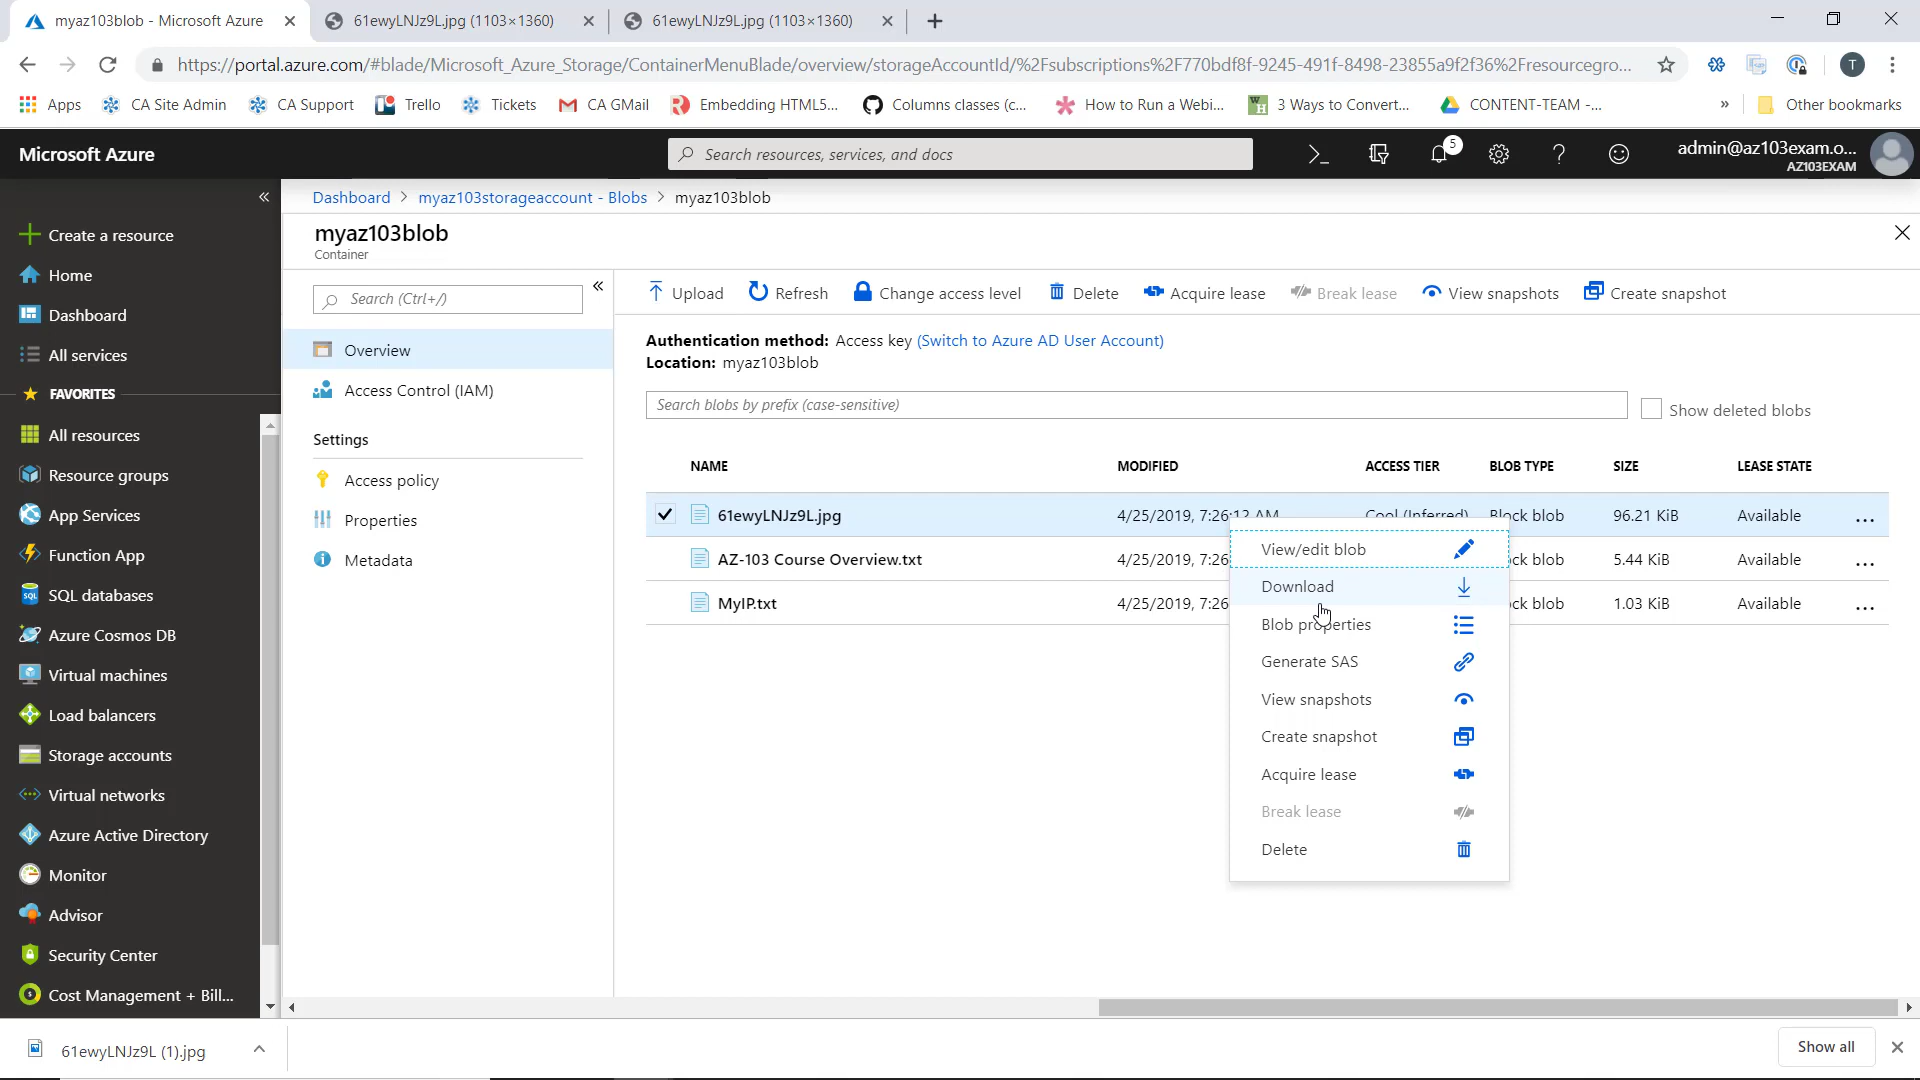 myaz103blob - Microsoft Azure
61ewyLNJz9L.jpg (1103×1360)
61ewyLNJz9L.jpg (1103×1360)
https://portal.azure.com/#blade/Microsoft_Azure_Storage/ContainerMenuBlade/overview/storageAccountId/%2Fsubscriptions%2F770bdf8f-9245-491f-8498-23855a9f2f36%2Fresourcegro...
T
Apps
CA Site Admin
CA Support
Trello
Tickets
CA GMail
Embedding HTML5...
Columns classes (c...
How to Run a Webi...
3 Ways to Convert...
CONTENT-TEAM -...
»
Other bookmarks
Microsoft Azure
Search resources, services, and docs
5
admin@az103exam.o...
AZ103EXAM
Create a resource
Home
Dashboard
All services
FAVORITES
All resources
Resource groups
App Services
Function App
SQL databases
Azure Cosmos DB
Virtual machines
Load balancers
Storage accounts
Virtual networks
Azure Active Directory
Monitor
Advisor
Security Center
Cost Management + Bill...
Dashboard > myaz103storageaccount - Blobs > myaz103blob
myaz103blob
Container
Search (Ctrl+/)
Overview
Access Control (IAM)
Settings
Access policy
Properties
Metadata
Upload
Refresh
Change access level
Delete
Acquire lease
Break lease
View snapshots
Create snapshot
Authentication method: Access key (Switch to Azure AD User Account)
Location: myaz103blob
Search blobs by prefix (case-sensitive)
Show deleted blobs
NAME MODIFIED ACCESS TIER BLOB TYPE SIZE LEASE STATE
61ewyLNJz9L.jpg 4/25/2019, 7:26:12 AM Cool (Inferred) Block blob 96.21 KiB Available ...
AZ-103 Course Overview.txt 4/25/2019, 7:26 ck blob 5.44 KiB Available ...
MyIP.txt 4/25/2019, 7:26 ck blob 1.03 KiB Available ...
View/edit blob
Download
Blob properties
Generate SAS
View snapshots
Create snapshot
Acquire lease
Break lease
Delete
61ewyLNJz9L (1).jpg
Show all